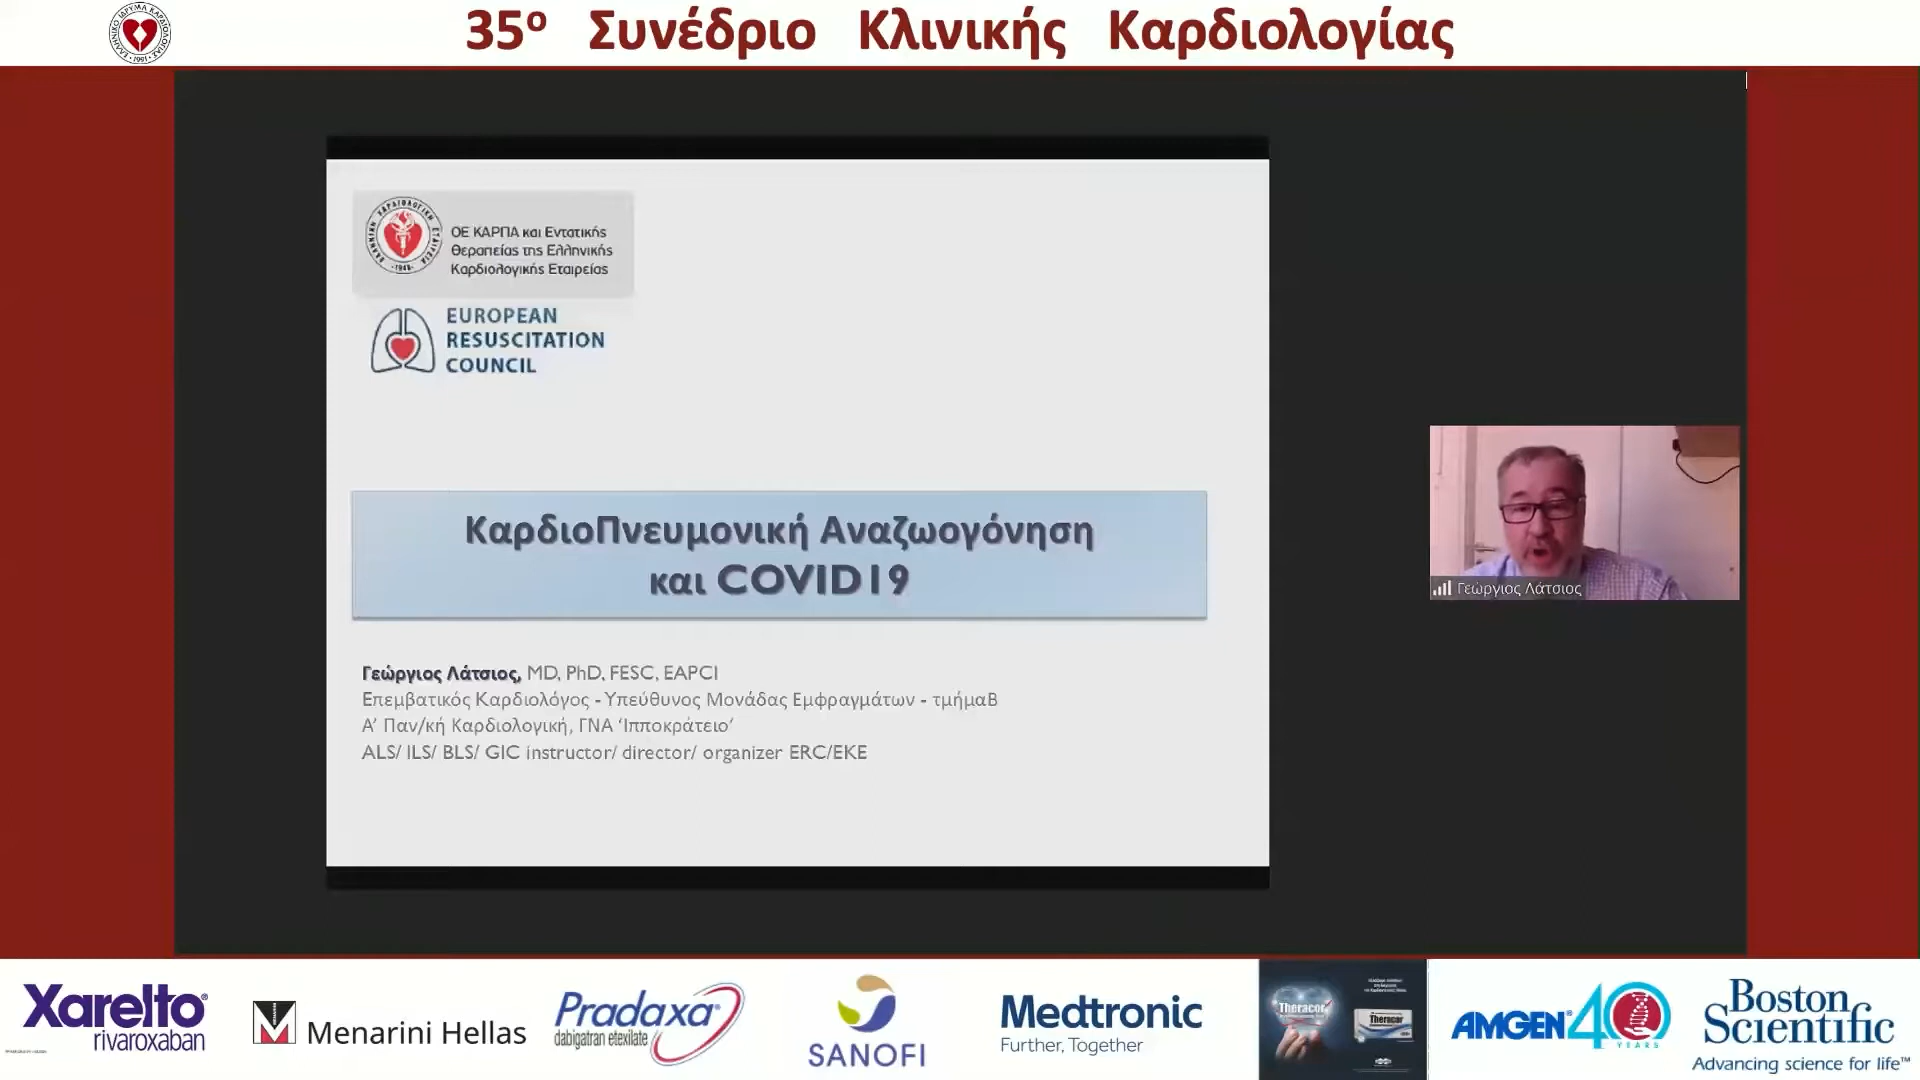 35ο Συνέδριο Κλινικής Καρδιολογίας
ΟΕ ΚΑΡΠΑ και Εντατικής
Θεραπείας της Ελληνικής
Καρδιολογικής Εταιρείας
EUROPEAN
RESUSCITATION
COUNCIL
ΚαρδιοΠνευμονική Αναζωογόνηση
και COVID19
Γεώργιος Λάτσιος, MD, PhD, FESC, EAPCI
Επεμβατικός Καρδιολόγος - Υπεύθυνος Μονάδας Εμφραγμάτων - τμήμαΒ
Α’ Παν/κή Καρδιολογική, ΓΝΑ ‘Ιπποκράτειο’
ALS/ ILS/ BLS/ GIC instructor/ director/ organizer ERC/EKE
Γεώργιος Λάτσιος
Xarelto®
rivaroxaban
Menarini Hellas
Pradaxa®
dabigatran etexilate
SANOFI
Medtronic
Further, Together
Theracor
Theracor
AMGEN® 40
YEARS
Boston
Scientific
Advancing science for life™